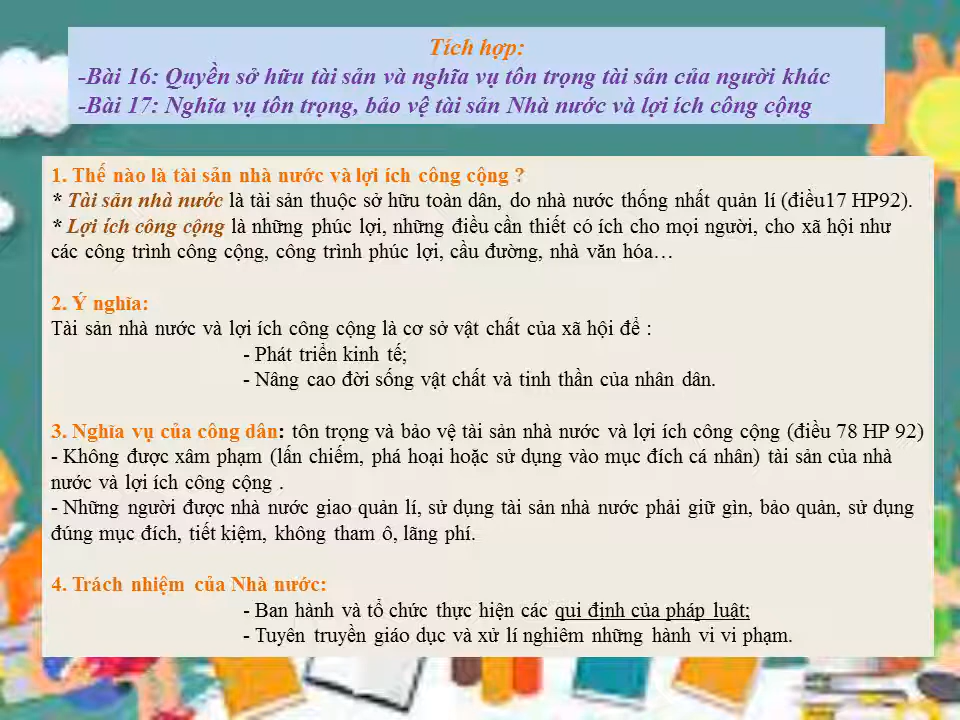 Tích hợp:
-Bài 16: Quyền sở hữu tài sản và nghĩa vụ tôn trọng tài sản của người khác
-Bài 17: Nghĩa vụ tôn trọng, bảo vệ tài sản Nhà nước và lợi ích công cộng
1. Thế nào là tài sản nhà nước và lợi ích công cộng ?
* Tài sản nhà nước là tài sản thuộc sở hữu toàn dân, do nhà nước thống nhất quản lí (điều17 HP92).
* Lợi ích công cộng là những phúc lợi, những điều cần thiết có ích cho mọi người, cho xã hội như
các công trình công cộng, công trình phúc lợi, cầu đường, nhà văn hóa…
2. Ý nghĩa:
Tài sản nhà nước và lợi ích công cộng là cơ sở vật chất của xã hội để :
- Phát triển kinh tế;
- Nâng cao đời sống vật chất và tinh thần của nhân dân.
3. Nghĩa vụ của công dân: tôn trọng và bảo vệ tài sản nhà nước và lợi ích công cộng (điều 78 HP 92)
- Không được xâm phạm (lấn chiếm, phá hoại hoặc sử dụng vào mục đích cá nhân) tài sản của nhà
nước và lợi ích công cộng .
- Những người được nhà nước giao quản lí, sử dụng tài sản nhà nước phải giữ gìn, bảo quản, sử dụng
đúng mục đích, tiết kiệm, không tham ô, lãng phí.
4. Trách nhiệm của Nhà nước:
- Ban hành và tổ chức thực hiện các qui định của pháp luật;
- Tuyên truyền giáo dục và xử lí nghiêm những hành vi vi phạm.